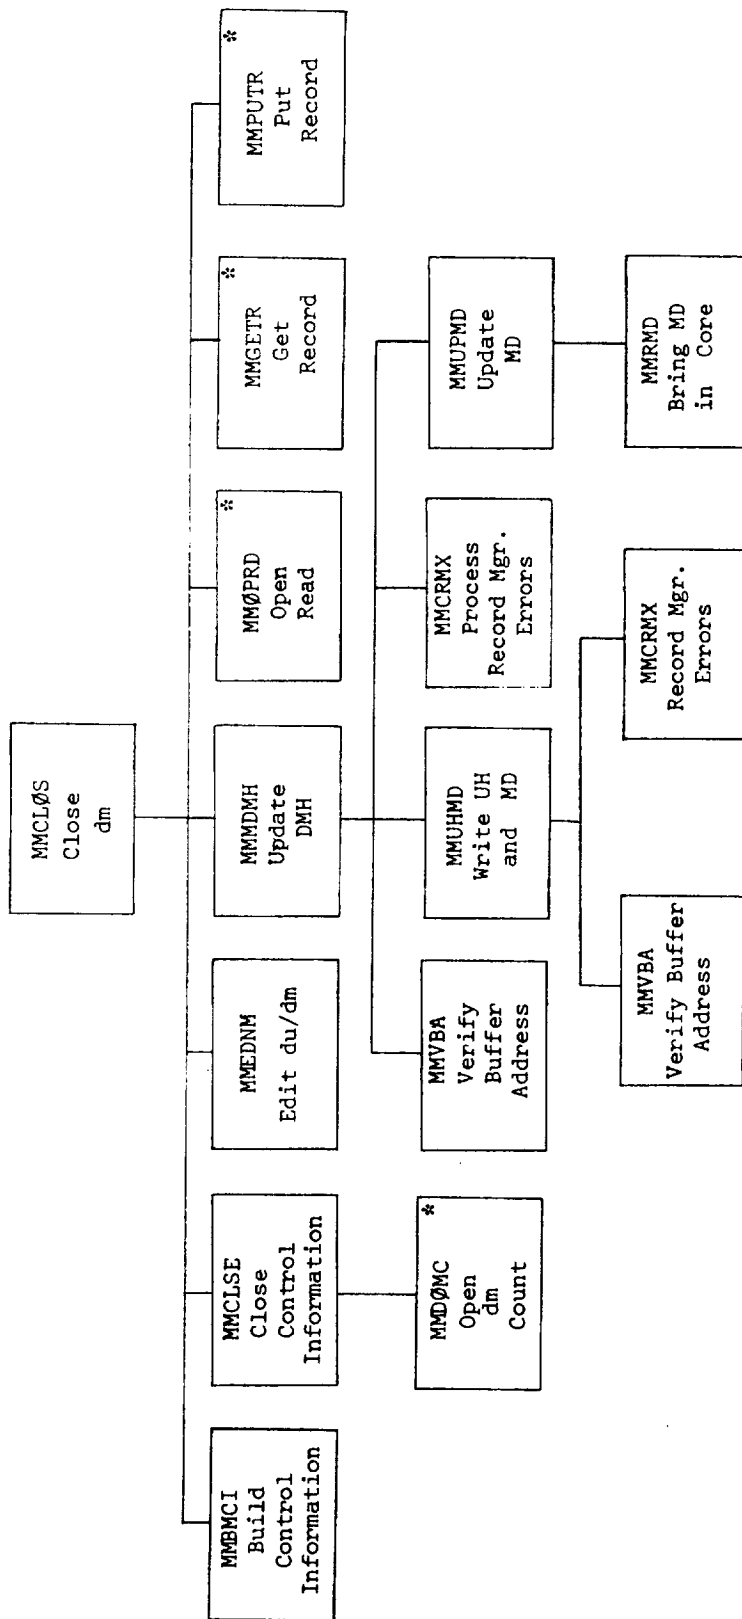 MMCLØS
Close
dm
MMBMCI
Build
Control
Information
MMCLSE
Close
Control
Information
MMEDNM
Edit du/dm
MMMDMH
Update
DMH
MMØPRD
Open
Read
*
MMGETR
Get
Record
*
MMPUTR
Put
Record
*
MMDØMC
Open
dm
Count
*
MMVBA
Verify
Buffer
Address
MMUHMD
Write UH
and MD
MMCRMX
Process
Record Mgr.
Errors
MMUPMD
Update
MD
MMVBA
Verify Buffer
Address
MMCRMX
Record Mgr.
Errors
MMRMD
Bring MD
in Core